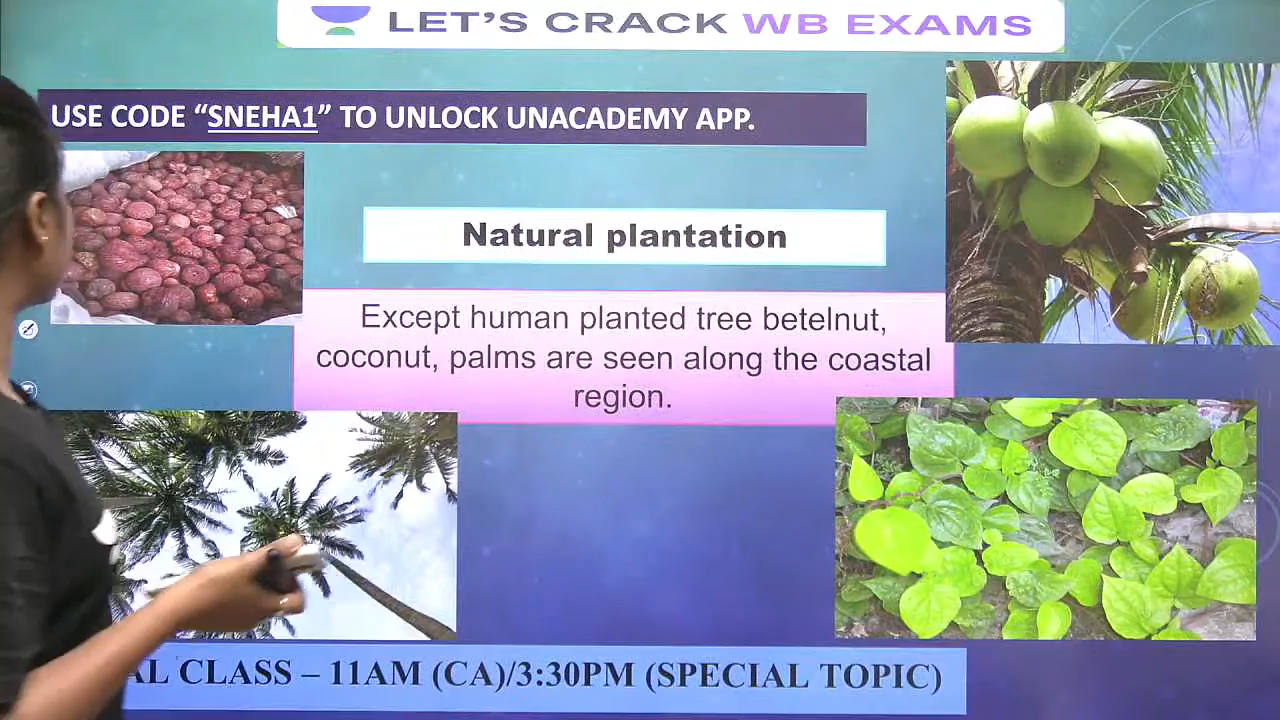 LET'S CRACK WB EXAMS
USE CODE “SNEHA1” TO UNLOCK UNACADEMY APP.
Natural plantation
Except human planted tree betelnut,
coconut, palms are seen along the coastal
region.
AL CLASS – 11AM (CA)/3:30PM (SPECIAL TOPIC)